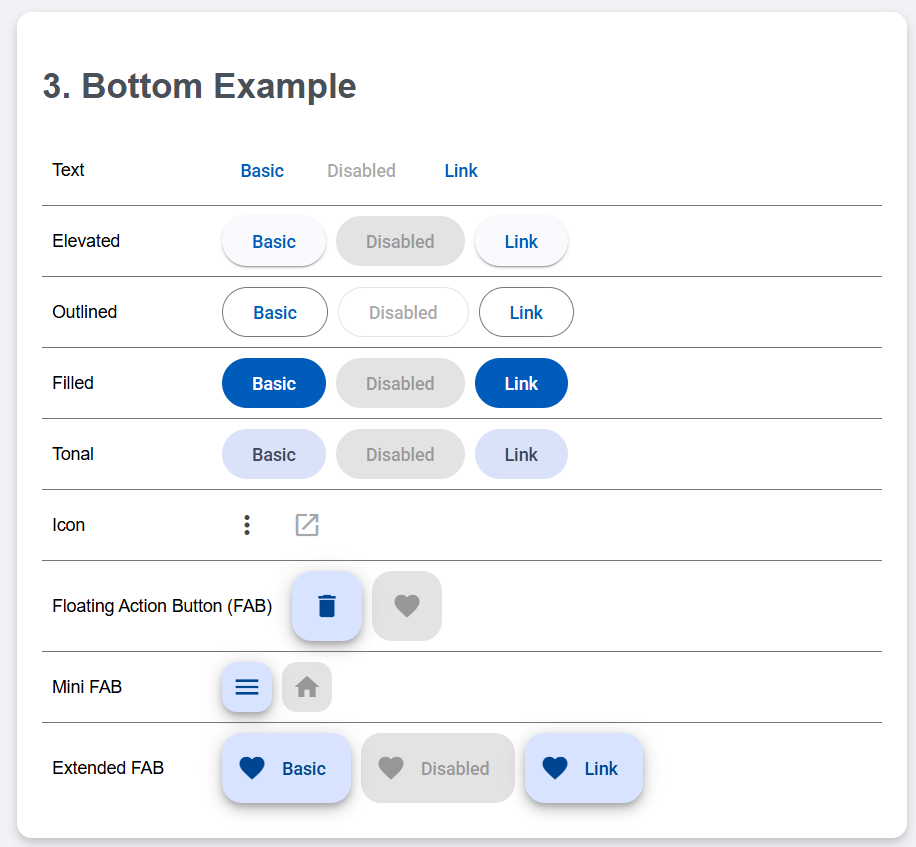 3. Bottom Example
Text Basic Disabled Link
Elevated Basic Disabled Link
Outlined Basic Disabled Link
Filled Basic Disabled Link
Tonal Basic Disabled Link
Icon
Floating Action Button (FAB)
Mini FAB
Extended FAB Basic Disabled Link